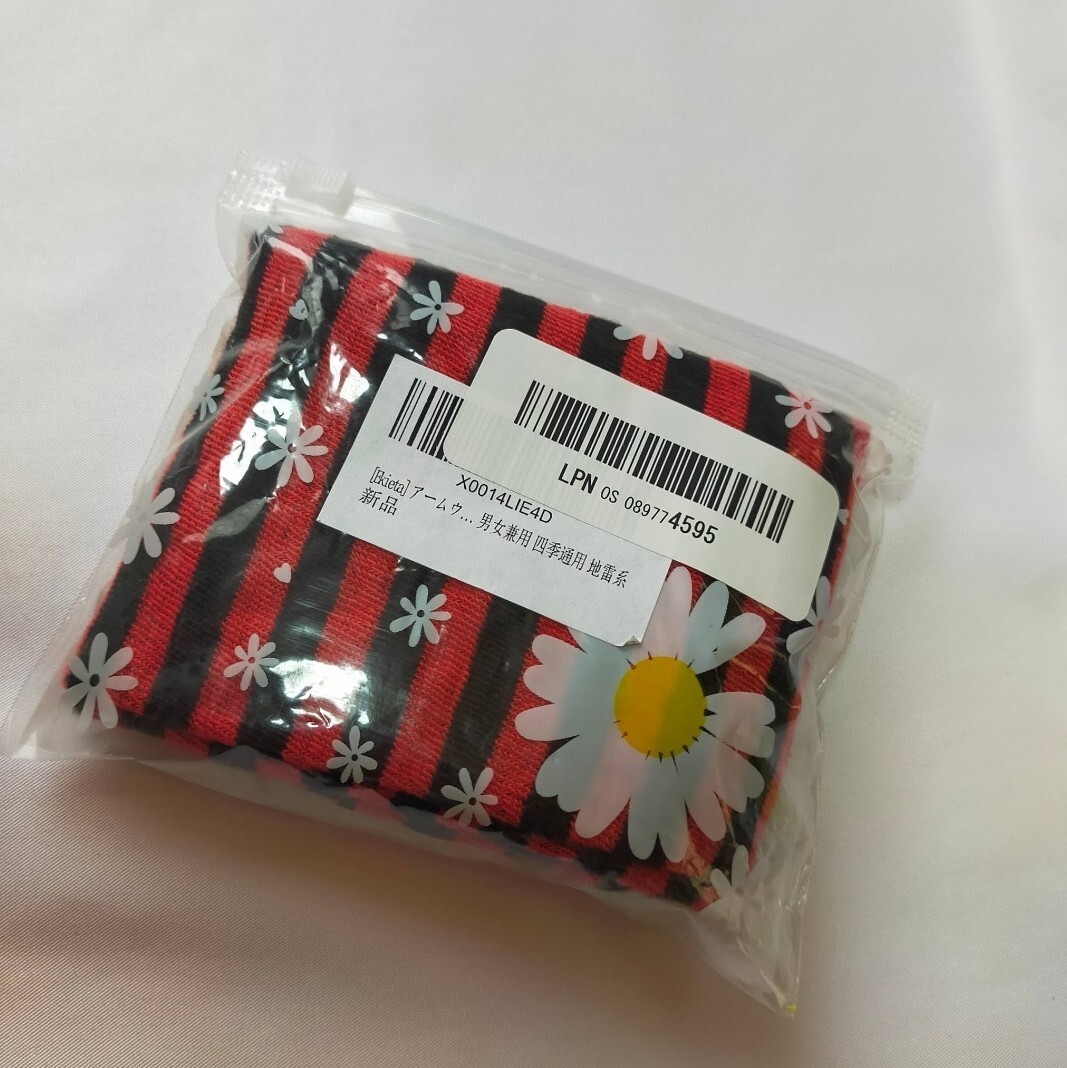 LPN OS 089774595
X0014LIE4D
[Ekieta] アームウ... 男女兼用 四季通用 地雷系
新品